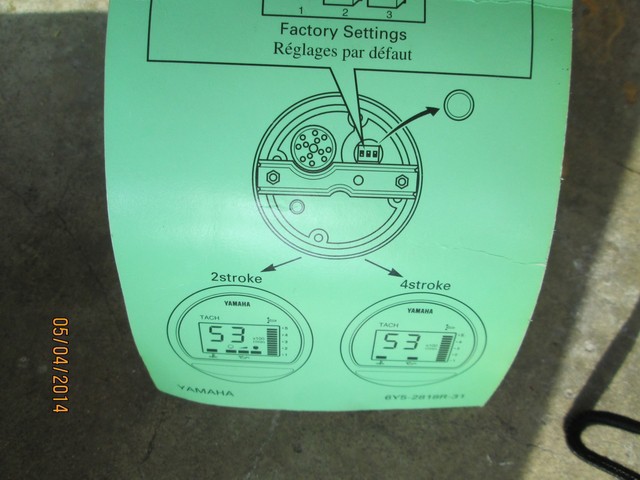 1 2 3
Factory Settings
Réglages par défaut
2stroke
4stroke
YAMAHA
TACH
53
YAMAHA
TACH
53
YAMAHA
05/04/2014